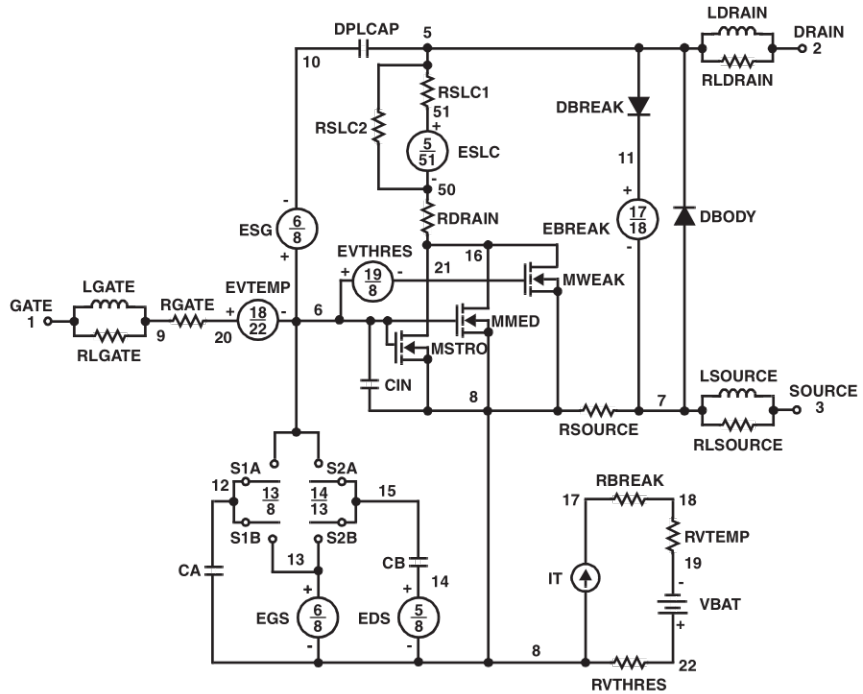 LDRAIN
DPLCAP
5
DRAIN
2
10
RLDRAIN
RSLC1
51
RSLC2
+
5
51
ESLC
-
50
DBREAK
11
+
17
18
EBREAK
-
DBODY
-
6
8
ESG
+
RDRAIN
EVTHRES
+
19
8
-
21
16
MWEAK
LGATE
GATE
1
RLGATE
9
RGATE
20
EVTEMP
+
18
22
-
6
MMED
MSTRO
CIN
8
RSOURCE
7
LSOURCE
SOURCE
3
RLSOURCE
S1A
S2A
12
13
8
14
13
15
S1B
S2B
13
CA
CB
14
+
6
8
EGS
-
+
5
8
EDS
-
RBREAK
17
18
RVTEMP
19
IT
-
VBAT
+
8
22
RVTHRES